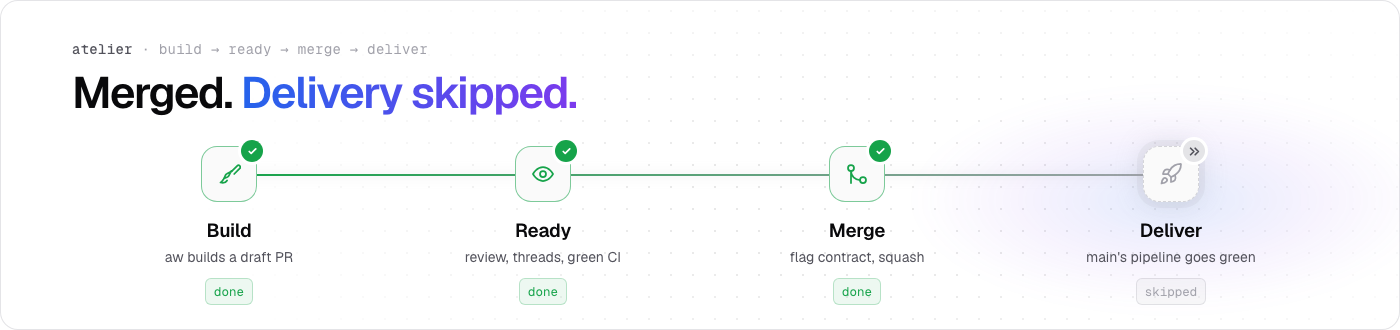 atelier · build → ready → merge → deliver
Merged. Delivery skipped.
Build
aw builds a draft PR
done
Ready
review, threads, green CI
done
Merge
flag contract, squash
done
Deliver
main's pipeline goes green
skipped